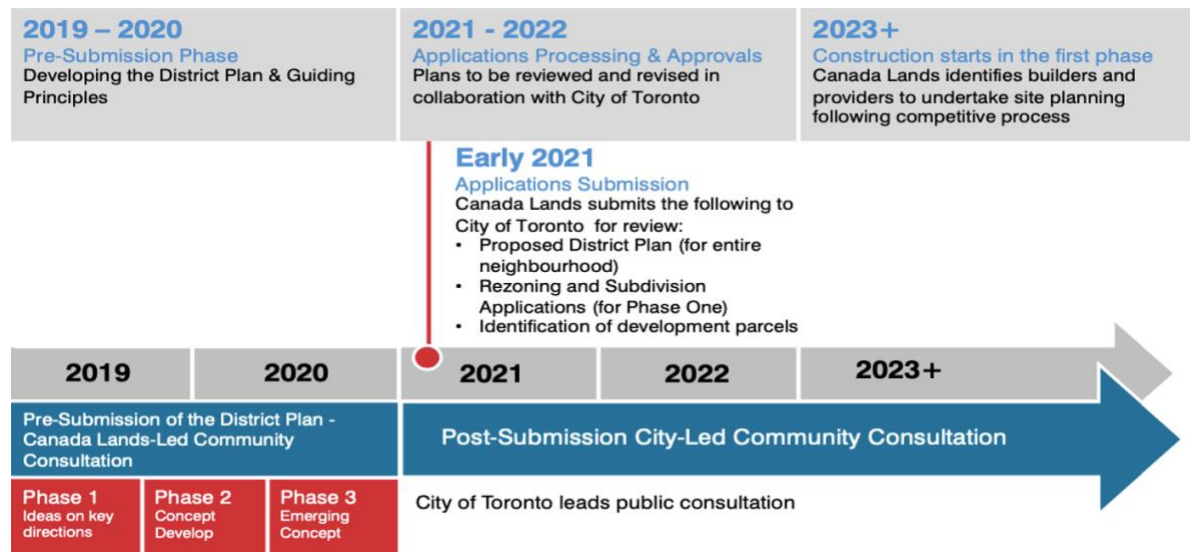 2019 – 2020
Pre-Submission Phase
Developing the District Plan & Guiding
Principles
2021 - 2022
Applications Processing & Approvals
Plans to be reviewed and revised in
collaboration with City of Toronto
2023+
Construction starts in the first phase
Canada Lands identifies builders and
providers to undertake site planning
following competitive process
Early 2021
Applications Submission
Canada Lands submits the following to
City of Toronto for review:
• Proposed District Plan (for entire
neighbourhood)
• Rezoning and Subdivision
Applications (for Phase One)
• Identification of development parcels
2019
2020
2021
2022
2023+
Pre-Submission of the District Plan -
Canada Lands-Led Community
Consultation
Post-Submission City-Led Community Consultation
Phase 1
Ideas on key
directions
Phase 2
Concept
Develop
Phase 3
Emerging
Concept
City of Toronto leads public consultation